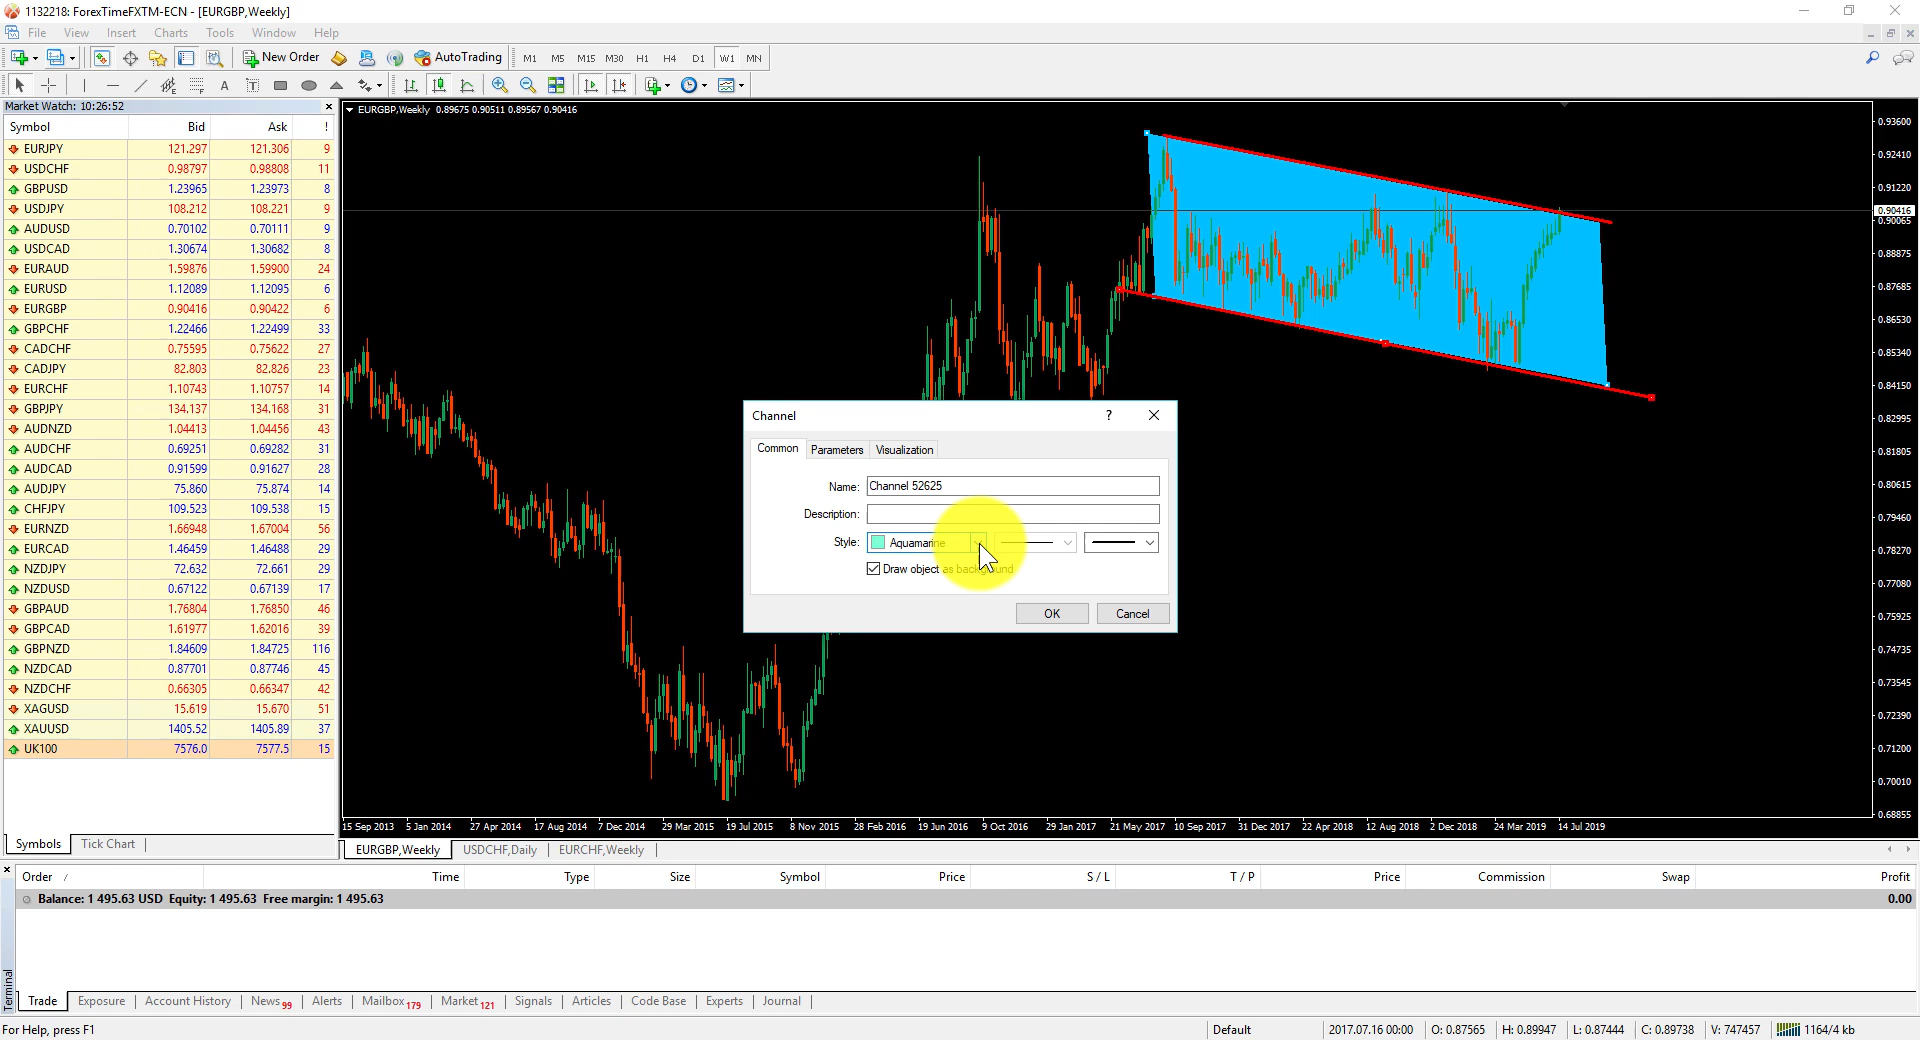 1132218: ForexTimeFXTM-ECN - [EURGBP,Weekly]
File View Insert Charts Tools Window Help
New Order AutoTrading M1 M5 M15 M30 H1 H4 D1 W1 MN
A T
Market Watch: 10:26:52
Symbol Bid Ask !
EURJPY 121.297 121.306 9
USDCHF 0.98797 0.98808 11
GBPUSD 1.23965 1.23973 8
USDJPY 108.212 108.221 9
AUDUSD 0.70102 0.70111 9
USDCAD 1.30674 1.30682 8
EURAUD 1.59876 1.59900 24
EURUSD 1.12089 1.12095 6
EURGBP 0.90416 0.90422 6
GBPCHF 1.22466 1.22499 33
CADCHF 0.75595 0.75622 27
CADJPY 82.803 82.826 23
EURCHF 1.10743 1.10757 14
GBPJPY 134.137 134.168 31
AUDNZD 1.04413 1.04456 43
AUDCHF 0.69251 0.69282 31
AUDCAD 0.91599 0.91627 28
AUDJPY 75.860 75.874 14
CHFJPY 109.523 109.538 15
EURNZD 1.66948 1.67004 56
EURCAD 1.46459 1.46488 29
NZDJPY 72.632 72.661 29
NZDUSD 0.67122 0.67139 17
GBPAUD 1.76804 1.76850 46
GBPCAD 1.61977 1.62016 39
GBPNZD 1.84609 1.84725 116
NZDCAD 0.87701 0.87746 45
NZDCHF 0.66305 0.66347 42
XAGUSD 15.619 15.670 51
XAUUSD 1405.52 1405.89 37
UK100 7576.0 7577.5 15
Symbols Tick Chart
EURGBP,Weekly 0.89675 0.90511 0.89567 0.90416
0.93600
0.92410
0.91220
0.90416
0.90065
0.88875
0.87685
0.86530
0.85340
0.84150
0.82995
0.81805
0.80615
0.79460
0.78270
0.77080
0.75925
0.74735
0.73545
0.72390
0.71200
0.70010
0.68855
Channel ?
Common Parameters Visualization
Name: Channel 52625
Description:
Style: Aquamarine
Draw object as background
OK Cancel
15 Sep 2013 5 Jan 2014 27 Apr 2014 17 Aug 2014 7 Dec 2014 29 Mar 2015 19 Jul 2015 8 Nov 2015 28 Feb 2016 19 Jun 2016 9 Oct 2016 29 Jan 2017 21 May 2017 10 Sep 2017 31 Dec 2017 22 Apr 2018 12 Aug 2018 2 Dec 2018 24 Mar 2019 14 Jul 2019
EURGBP,Weekly USDCHF,Daily EURCHF,Weekly
Order / Time Type Size Symbol Price S / L T / P Price Commission Swap Profit
Balance: 1 495.63 USD Equity: 1 495.63 Free margin: 1 495.63 0.00
Terminal
Trade Exposure Account History News 99 Alerts Mailbox 179 Market 121 Signals Articles Code Base Experts Journal
For Help, press F1 Default 2017.07.16 00:00 O: 0.87565 H: 0.89947 L: 0.87444 C: 0.89738 V: 747457 1164/4 kb